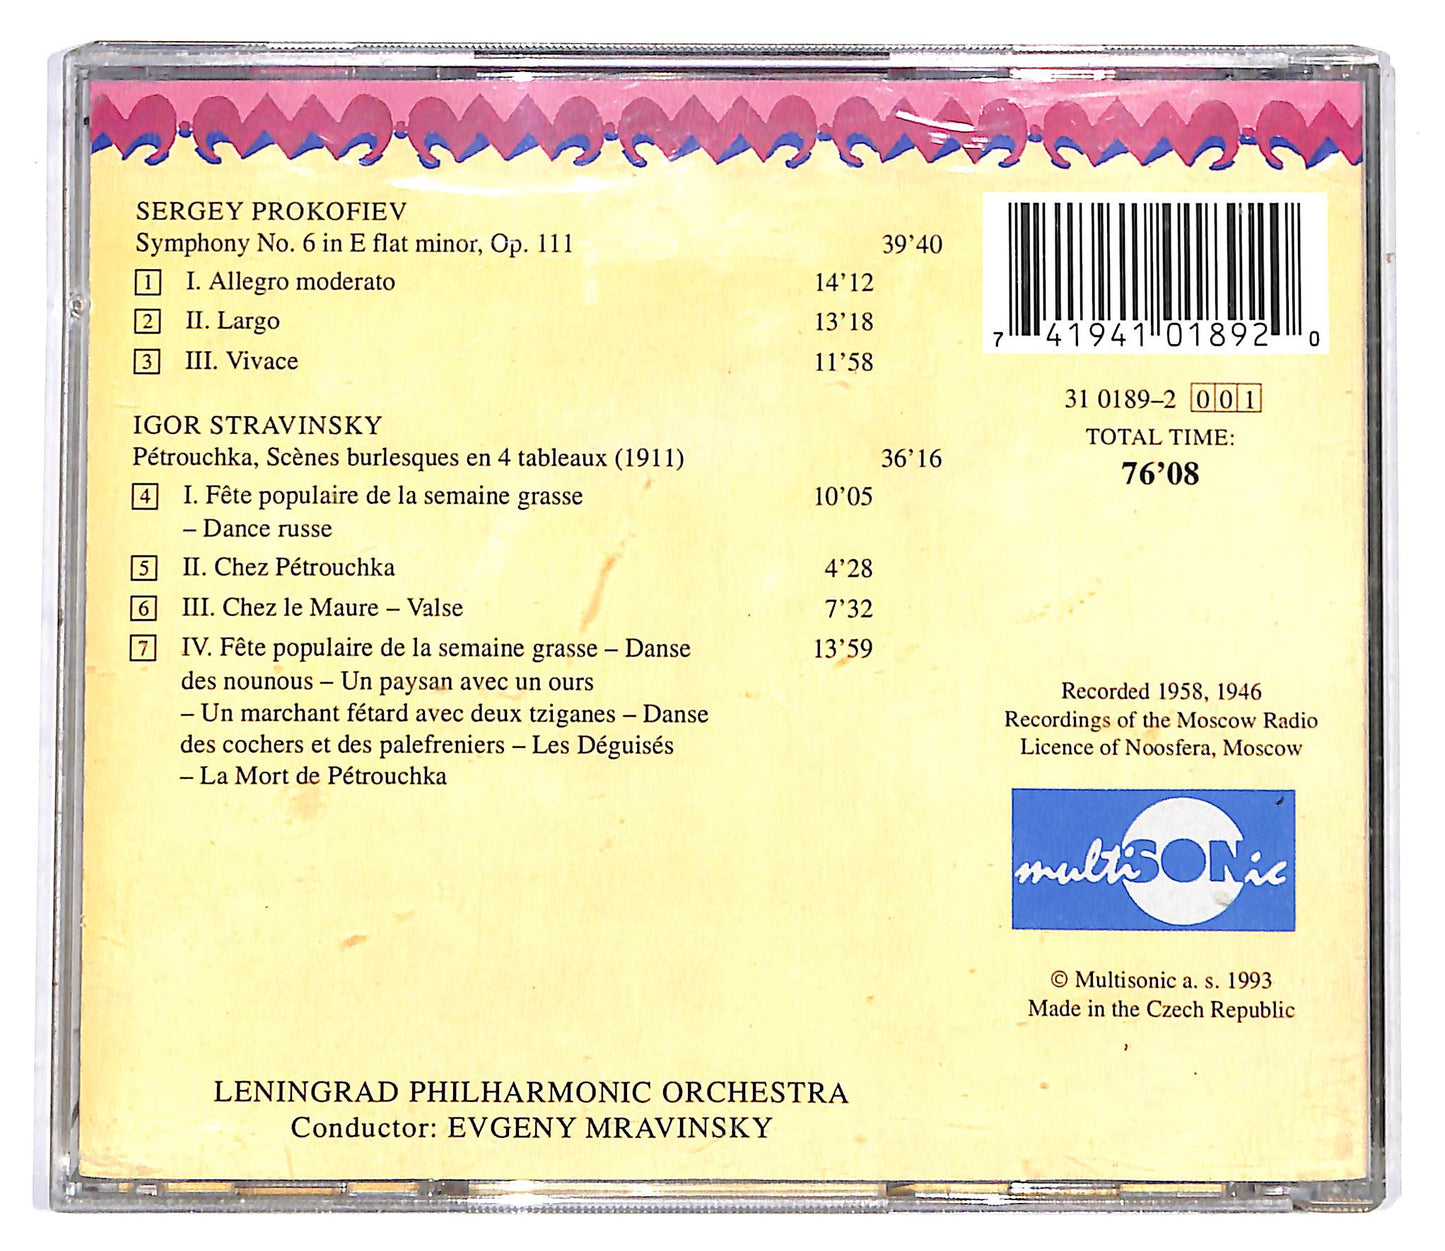 SERGEY PROKOFIEV
Symphony No. 6 in E flat minor, Op. 111 39'40
1 I. Allegro moderato 14'12
2 II. Largo 13'18
3 III. Vivace 11'58
IGOR STRAVINSKY
Pétrouchka, Scènes burlesques en 4 tableaux (1911) 36'16
4 I. Fête populaire de la semaine grasse 10'05
– Dance russe
5 II. Chez Pétrouchka 4'28
6 III. Chez le Maure – Valse 7'32
7 IV. Fête populaire de la semaine grasse – Danse 13'59
des nounous – Un paysan avec un ours
– Un marchant fétard avec deux tziganes – Danse
des cochers et des palefreniers – Les Déguisés
– La Mort de Pétrouchka
LENINGRAD PHILHARMONIC ORCHESTRA
Conductor: EVGENY MRAVINSKY
7 41941 01892 0
31 0189–2 001
TOTAL TIME:
76'08
Recorded 1958, 1946
Recordings of the Moscow Radio
Licence of Noosfera, Moscow
multiSONic
© Multisonic a. s. 1993
Made in the Czech Republic